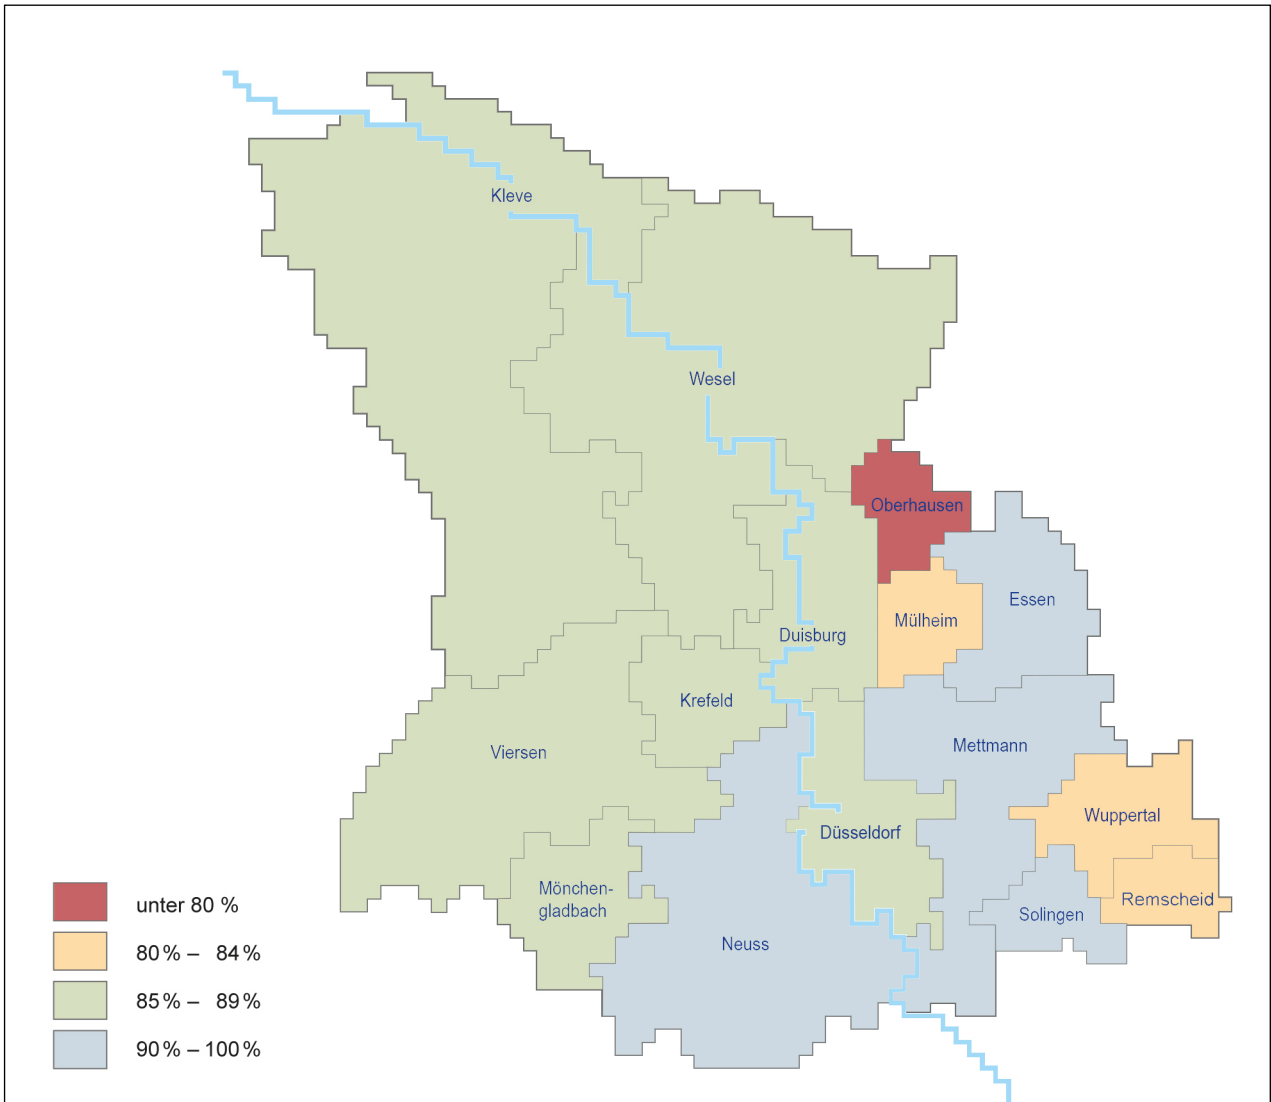 Kleve
Wesel
Oberhausen
Essen
Mülheim
Duisburg
Krefeld
Viersen
Mettmann
Wuppertal
Düsseldorf
Mönchen-
gladbach
Remscheid
Solingen
Neuss
unter 80 %
80 % – 84 %
85 % – 89 %
90 % – 100 %